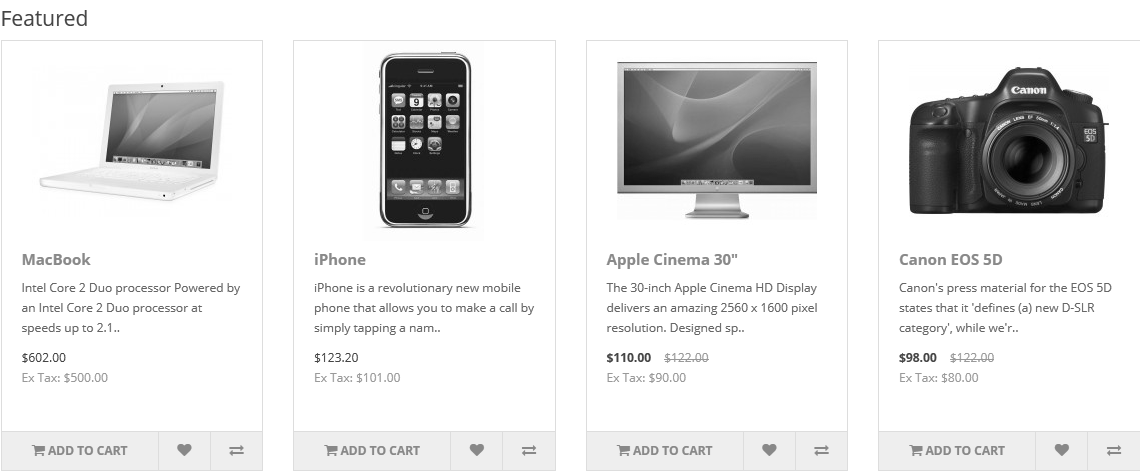 Featured
Canon
EOS
5D
MacBook
Intel Core 2 Duo processor Powered by
an Intel Core 2 Duo processor at
speeds up to 2.1..
$602.00
Ex Tax: $500.00
ADD TO CART
iPhone
iPhone is a revolutionary new mobile
phone that allows you to make a call by
simply tapping a nam..
$123.20
Ex Tax: $101.00
ADD TO CART
Apple Cinema 30"
The 30-inch Apple Cinema HD Display
delivers an amazing 2560 x 1600 pixel
resolution. Designed sp..
$110.00 $122.00
Ex Tax: $90.00
ADD TO CART
Canon EOS 5D
Canon's press material for the EOS 5D
states that it 'defines (a) new D-SLR
category', while we'r..
$98.00 $122.00
Ex Tax: $80.00
ADD TO CART